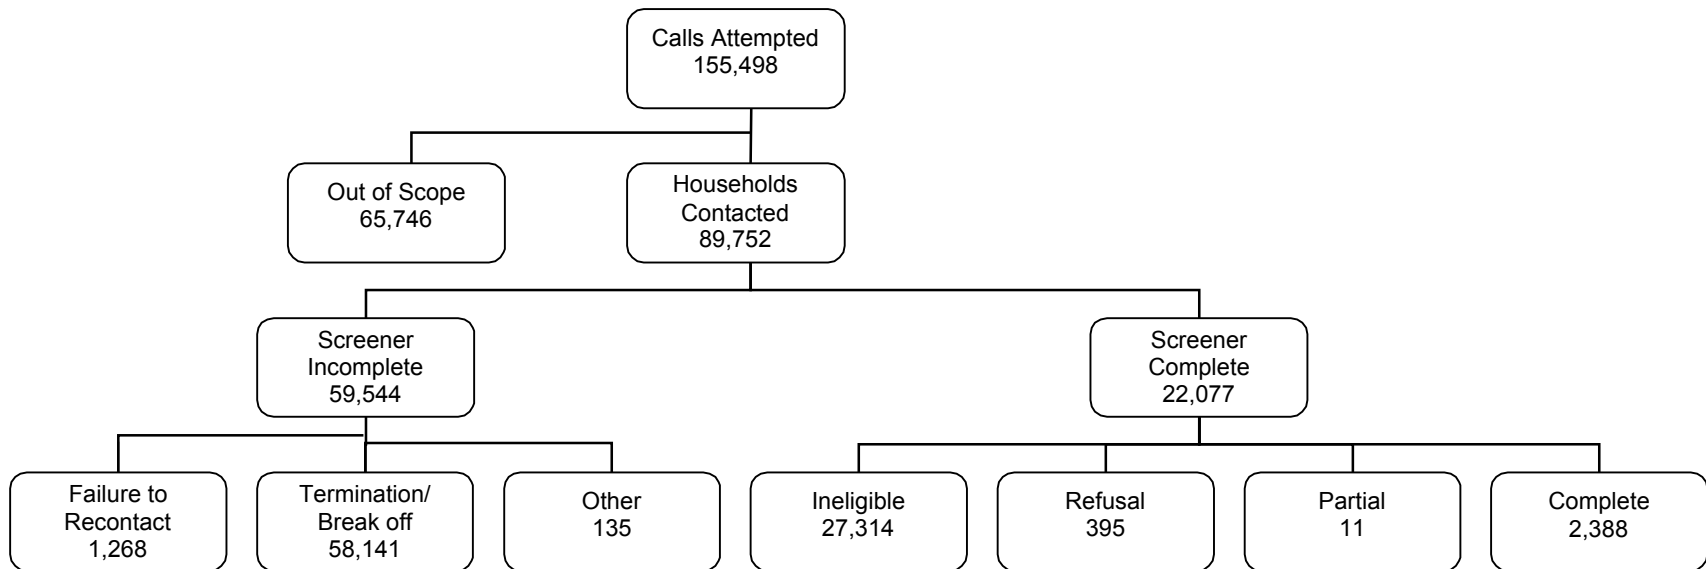 Calls Attempted
155,498
Out of Scope
65,746
Households
Contacted
89,752
Screener
Incomplete
59,544
Screener
Complete
22,077
Failure to
Recontact
1,268
Termination/
Break off
58,141
Other
135
Ineligible
27,314
Refusal
395
Partial
11
Complete
2,388